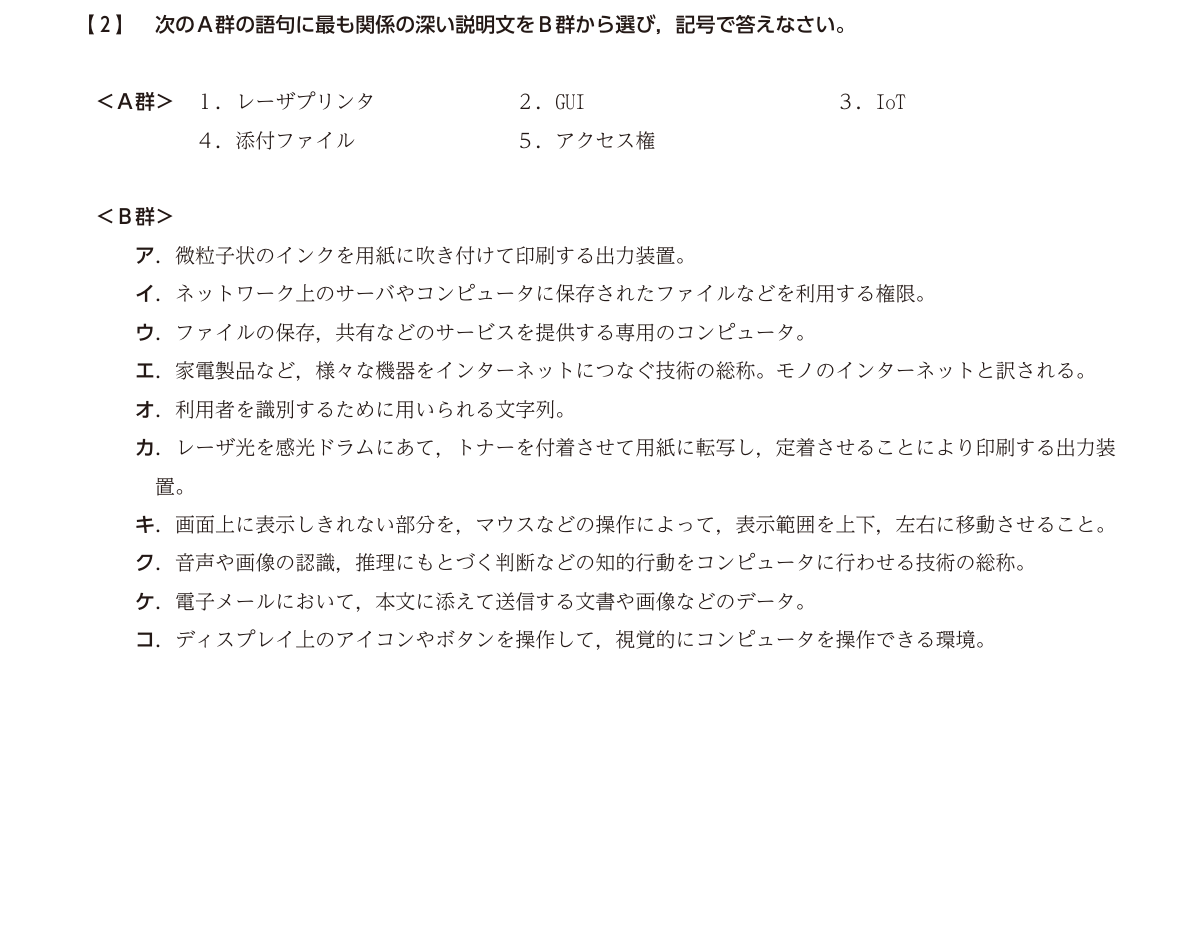 【２】　次のＡ群の語句に最も関係の深い説明文をＢ群から選び，記号で答えなさい。
＜Ａ群＞　１．レーザプリンタ　２．GUI　３．IoT
４．添付ファイル　５．アクセス権
＜Ｂ群＞
ア．微粒子状のインクを用紙に吹き付けて印刷する出力装置。
イ．ネットワーク上のサーバやコンピュータに保存されたファイルなどを利用する権限。
ウ．ファイルの保存，共有などのサービスを提供する専用のコンピュータ。
エ．家電製品など，様々な機器をインターネットにつなぐ技術の総称。モノのインターネットと訳される。
オ．利用者を識別するために用いられる文字列。
カ．レーザ光を感光ドラムにあて，トナーを付着させて用紙に転写し，定着させることにより印刷する出力装
置。
キ．画面上に表示しきれない部分を，マウスなどの操作によって，表示範囲を上下，左右に移動させること。
ク．音声や画像の認識，推理にもとづく判断などの知的行動をコンピュータに行わせる技術の総称。
ケ．電子メールにおいて，本文に添えて送信する文書や画像などのデータ。
コ．ディスプレイ上のアイコンやボタンを操作して，視覚的にコンピュータを操作できる環境。